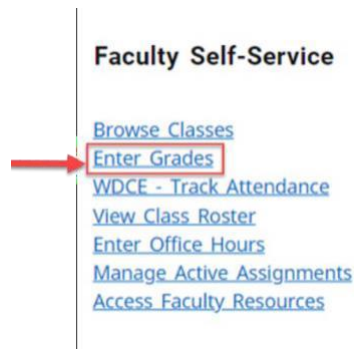 Faculty Self-Service
Browse Classes
Enter Grades
WDCE - Track Attendance
View Class Roster
Enter Office Hours
Manage Active Assignments
Access Faculty Resources